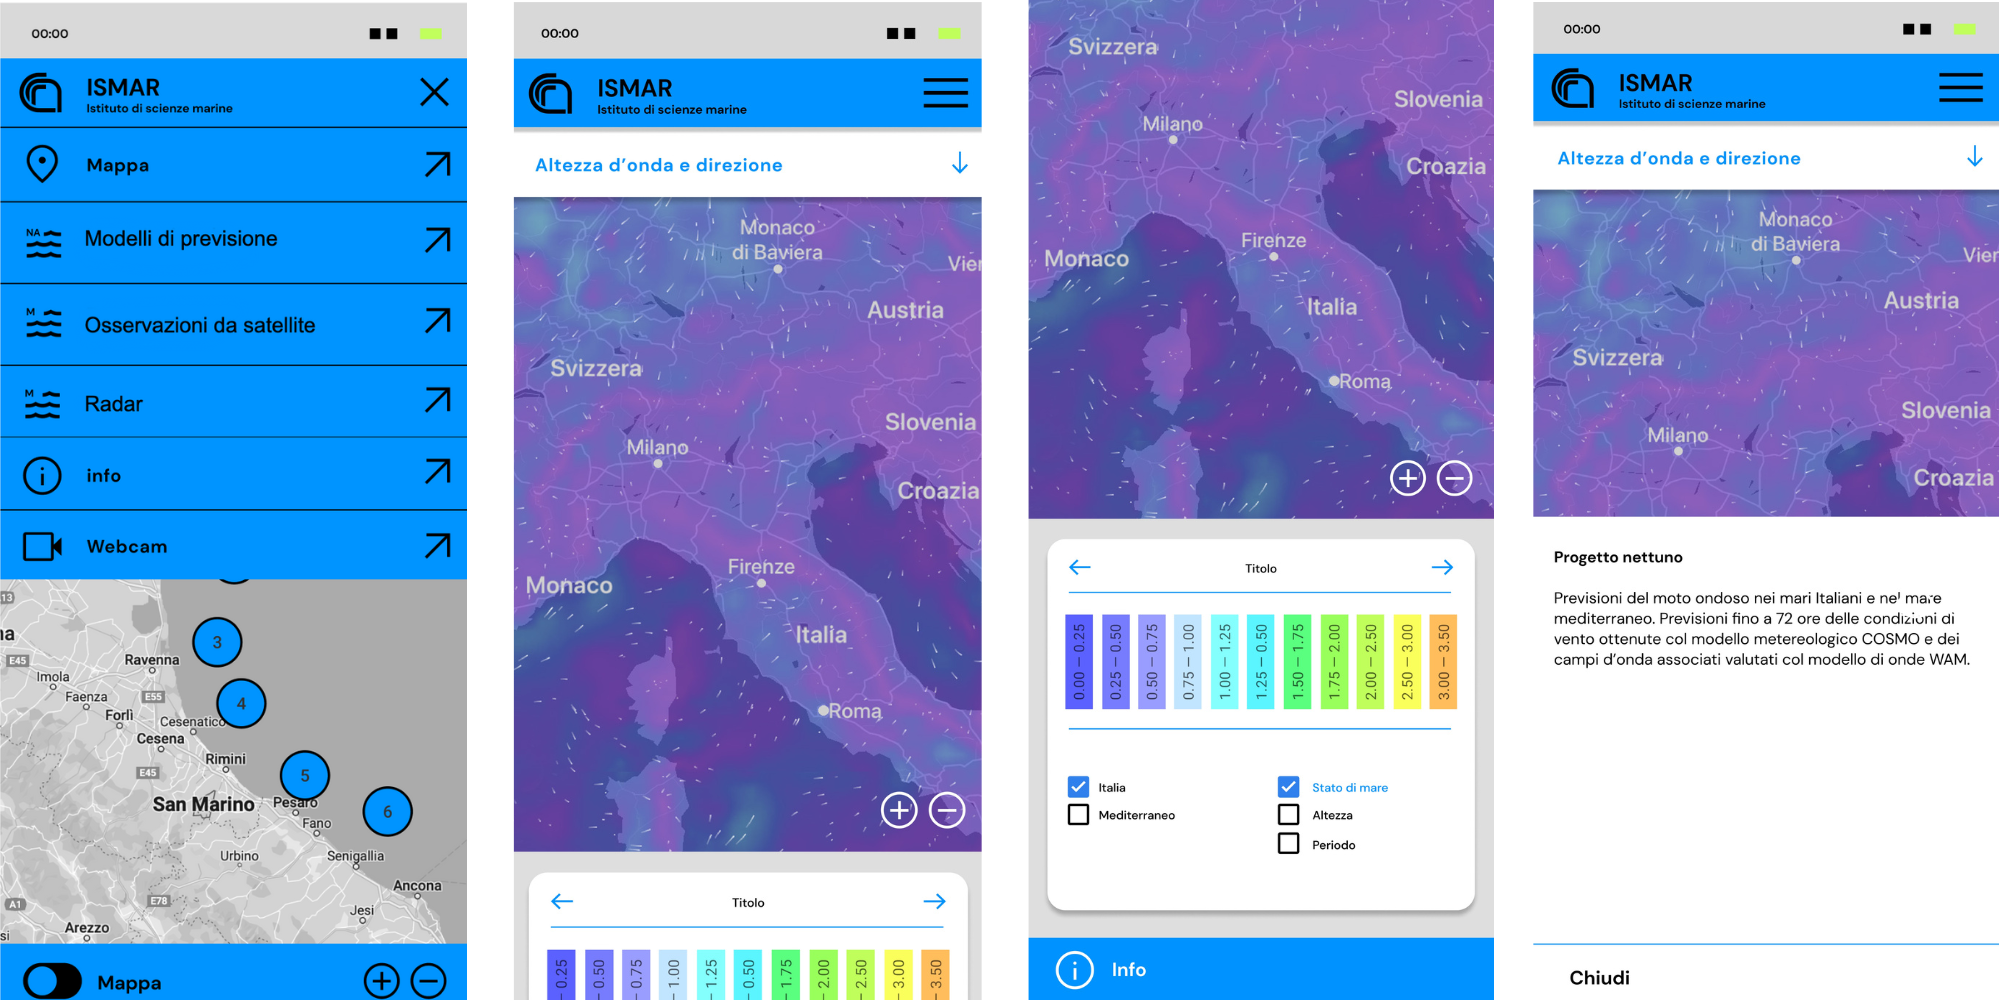 00:00
ISMAR
Istituto di scienze marine
Mappa
NA
Modelli di previsione
M
Osservazioni da satellite
M
Radar
info
Webcam
13
na
3
Ravenna
E45
Imola
Faenza
E55
4
Forlì
Cesenatico
Cesena
Rimini
E45
5
San Marino
Pesaro
6
Fano
Urbino
Senigallia
Ancona
A1
E78
Jesi
Arezzo
si
Mappa
00:00
ISMAR
Istituto di scienze marine
Altezza d’onda e direzione
Monaco
di Baviera
Vien
Austria
Svizzera
Slovenia
Milano
Croazia
Firenze
Monaco
Italia
Roma
Titolo
– 0.25
– 0.50
– 0.75
– 1.00
– 1.25
– 0.50
– 1.75
– 2.00
– 2.50
– 3.00
– 3.50
Svizzera
Slovenia
Milano
Croazia
Firenze
Monaco
Italia
Roma
Titolo
0.00 – 0.25
0.25 – 0.50
0.50 – 0.75
0.75 – 1.00
1.00 – 1.25
1.25 – 0.50
1.50 – 1.75
1.75 – 2.00
2.00 – 2.50
2.50 – 3.00
3.00 – 3.50
Italia
Mediterraneo
Stato di mare
Altezza
Periodo
Info
00:00
ISMAR
Istituto di scienze marine
Altezza d’onda e direzione
Monaco
di Baviera
Vier
Austria
Svizzera
Slovenia
Milano
Croazia
Progetto nettuno
Previsioni del moto ondoso nei mari Italiani e nel mare
mediterraneo. Previsioni fino a 72 ore delle condizioni di
vento ottenute col modello metereologico COSMO e dei
campi d’onda associati valutati col modello di onde WAM.
Chiudi